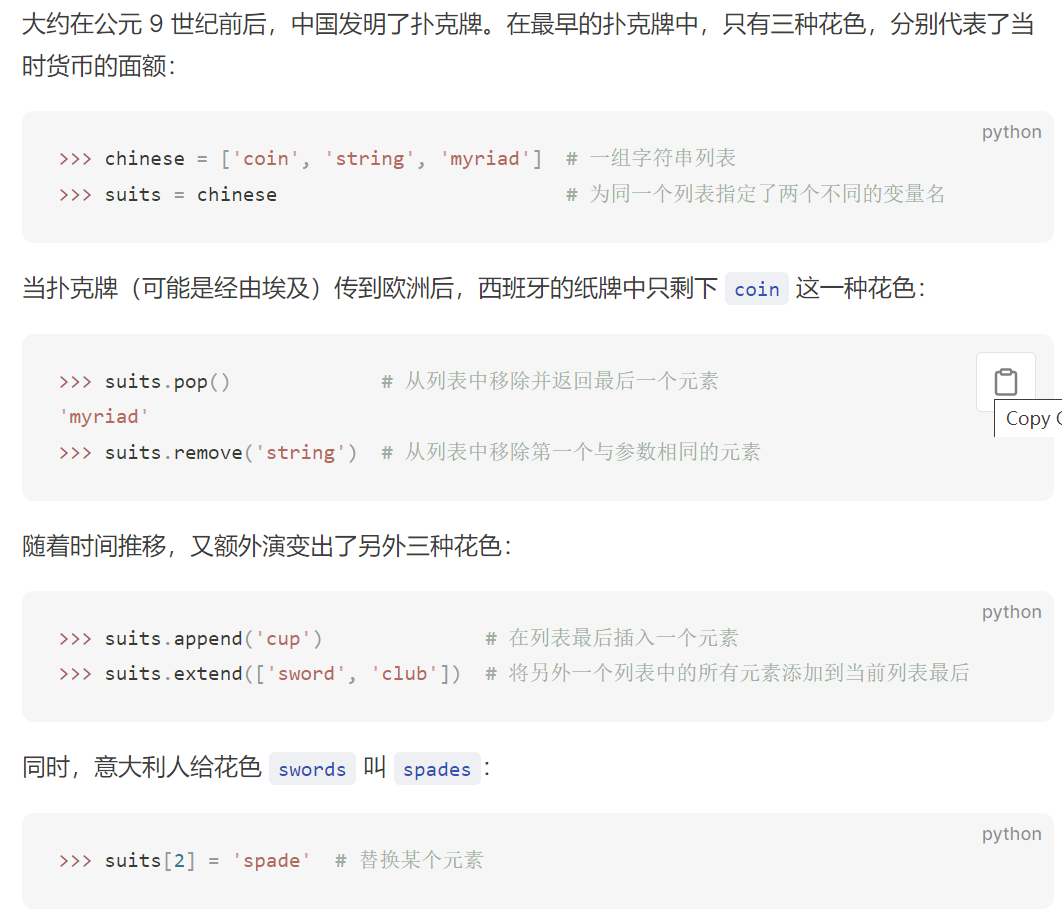 大约在公元 9 世纪前后，中国发明了扑克牌。在最早的扑克牌中，只有三种花色，分别代表了当
时货币的面额：
python
>>> chinese = ['coin', 'string', 'myriad']  # 一组字符串列表
>>> suits = chinese                         # 为同一个列表指定了两个不同的变量名
当扑克牌（可能是经由埃及）传到欧洲后，西班牙的纸牌中只剩下 coin 这一种花色：
>>> suits.pop()             # 从列表中移除并返回最后一个元素
Copy
'myriad'
>>> suits.remove('string')  # 从列表中移除第一个与参数相同的元素
随着时间推移，又额外演变出了另外三种花色：
python
>>> suits.append('cup')              # 在列表最后插入一个元素
>>> suits.extend(['sword', 'club'])  # 将另外一个列表中的所有元素添加到当前列表最后
同时，意大利人给花色 swords 叫 spades：
python
>>> suits[2] = 'spade'  # 替换某个元素